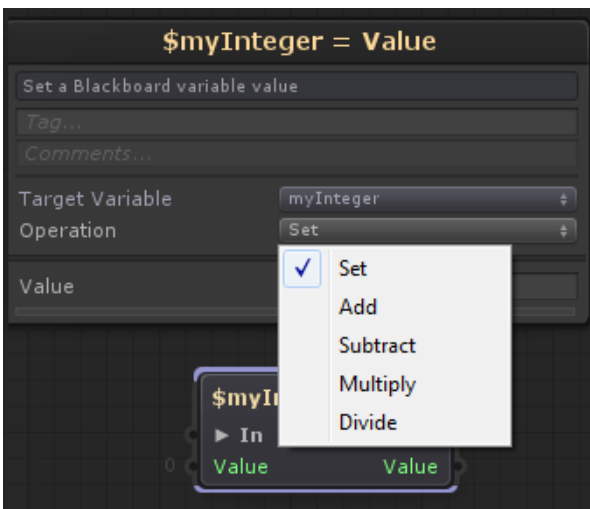 $myInteger = Value
Set a Blackboard variable value
Tag...
Comments...
Target Variable myInteger
Operation Set
Set
Value
Add
Subtract
Multiply
Divide
$myI
► In
0 Value Value